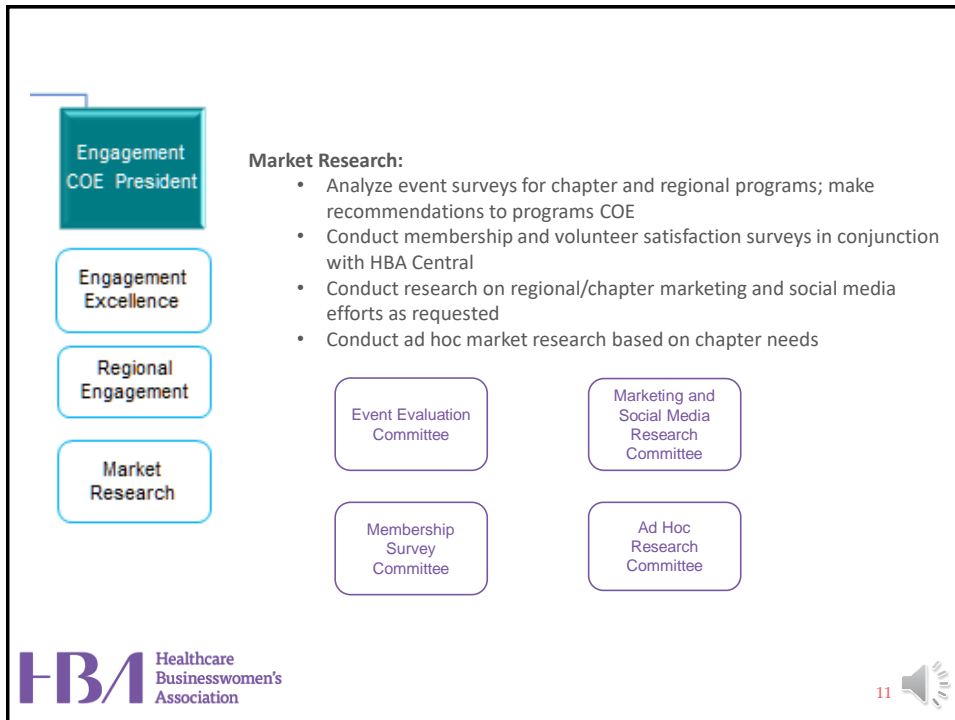 Engagement
COE President
Engagement
Excellence
Regional
Engagement
Market
Research
Market Research:
• Analyze event surveys for chapter and regional programs; make
recommendations to programs COE
• Conduct membership and volunteer satisfaction surveys in conjunction
with HBA Central
• Conduct research on regional/chapter marketing and social media
efforts as requested
• Conduct ad hoc market research based on chapter needs
Event Evaluation
Committee
Marketing and
Social Media
Research
Committee
Membership
Survey
Committee
Ad Hoc
Research
Committee
HBA
Healthcare
Businesswomen's
Association
11